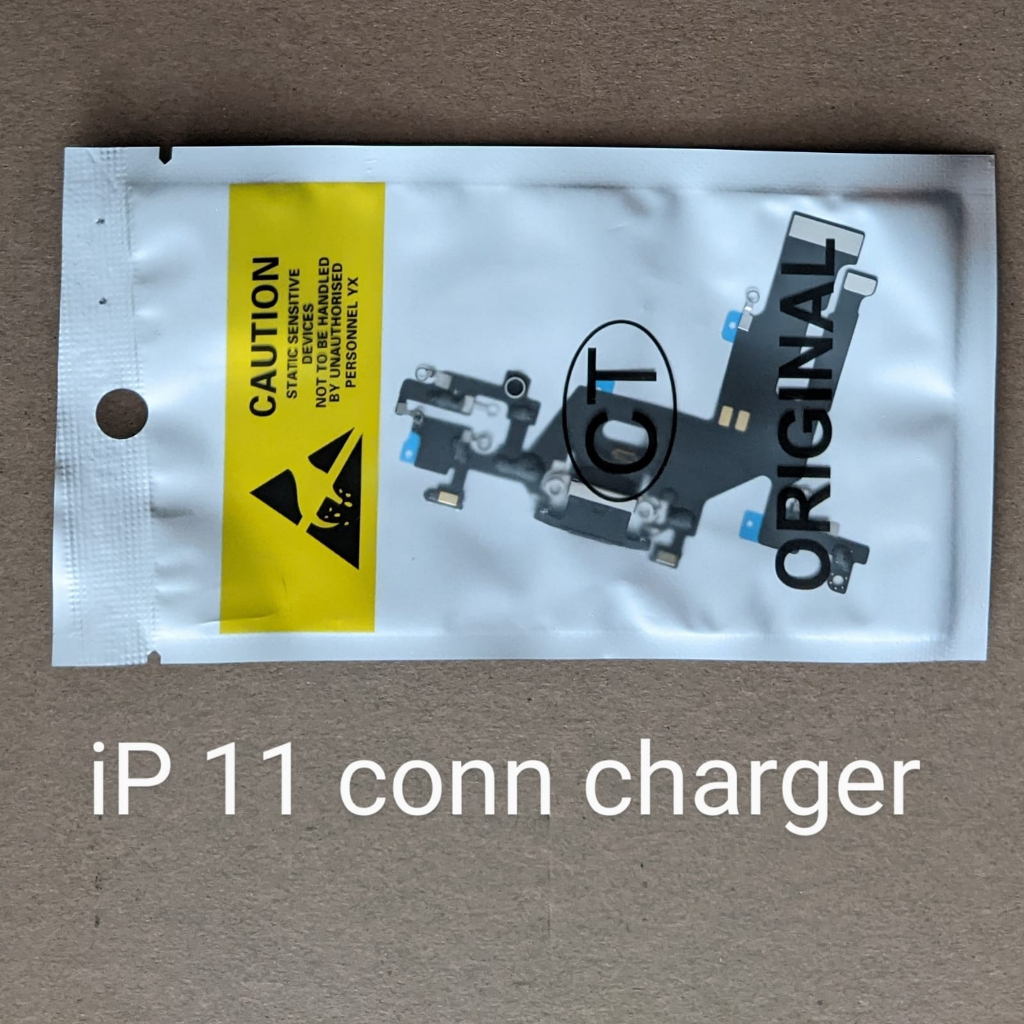 CAUTION
STATIC SENSITIVE
DEVICES
NOT TO BE HANDLED
BY UNAUTHORISED
PERSONNEL YX
CT
ORIGINAL
iP 11 conn charger